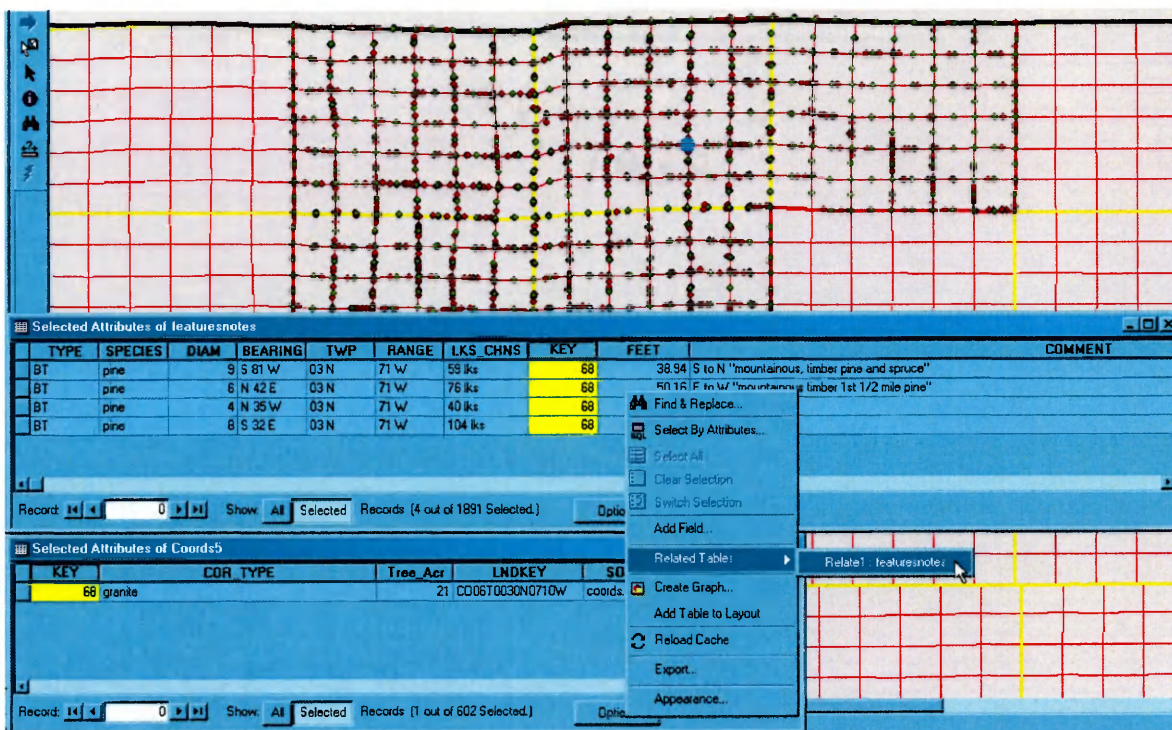 Selected Attributes of featuresnotes
TYPE SPECIES DIAM BEARING TWP RANGE LKS_CHNS KEY FEET COMMENT
BT pine 9 S 81 W 03 N 71 W 59 lks 68 38.94 S to N "mountainous, timber pine and spruce"
BT pine 6 N 42 E 03 N 71 W 76 lks 68 50.16 E to W "mountainous timber 1st 1/2 mile pine"
BT pine 4 N 35 W 03 N 71 W 40 lks 68
BT pine 8 S 32 E 03 N 71 W 104 lks 68
Find & Replace...
Select By Attributes...
Select All
Clear Selection
Switch Selection
Add Field...
Related Tables
Relate1 : featuresnotes
Create Graph...
Add Table to Layout
Reload Cache
Export...
Appearance...
Record: 0 Show: All Selected Records (4 out of 1891 Selected.) Optio
Selected Attributes of Coords5
KEY COR_TYPE Tree_Acr LNDKEY SO
68 granite 21 CO06T0030N0710W coords.
Record: 0 Show: All Selected Records (1 out of 602 Selected.) Optio